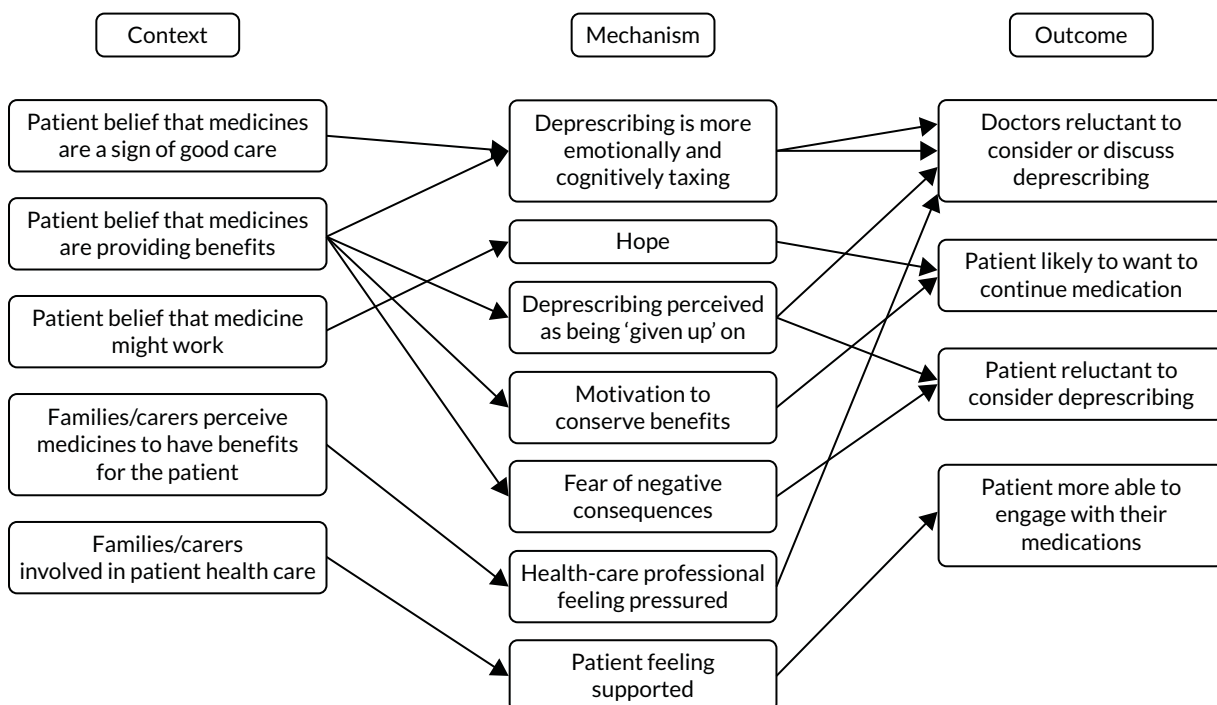 Context
Mechanism
Outcome
Patient belief that medicines
are a sign of good care
Patient belief that medicines
are providing benefits
Patient belief that medicine
might work
Families/carers perceive
medicines to have benefits
for the patient
Families/carers
involved in patient health care
Deprescribing is more
emotionally and
cognitively taxing
Hope
Deprescribing perceived
as being ‘given up’ on
Motivation to
conserve benefits
Fear of negative
consequences
Health-care professional
feeling pressured
Patient feeling
supported
Doctors reluctant to
consider or discuss
deprescribing
Patient likely to want to
continue medication
Patient reluctant to
consider deprescribing
Patient more able to
engage with their
medications